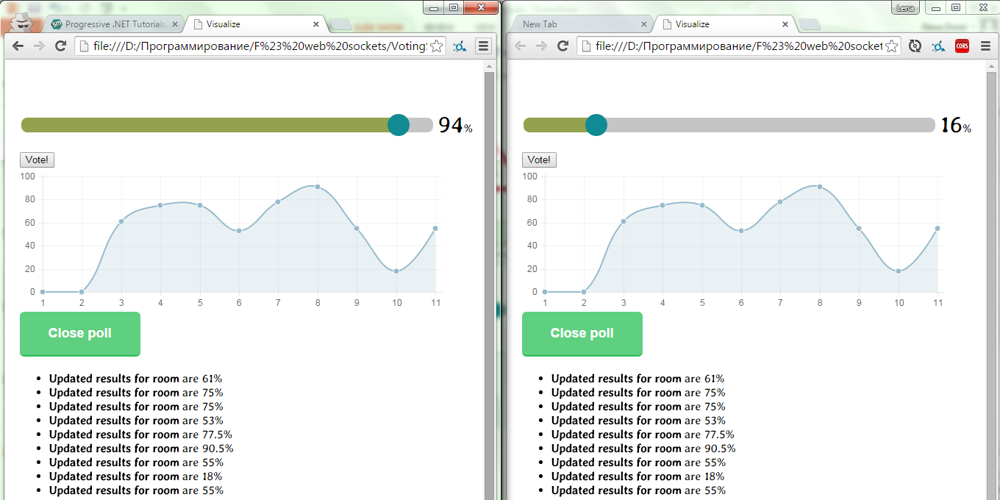 Progressive .NET Tutorials
Visualize
file:///D:/Программирование/F%23%20web%20sockets/Voting
94%
Vote!
100
80
60
40
20
0
1 2 3 4 5 6 7 8 9 10 11
Close poll
• Updated results for room are 61%
• Updated results for room are 75%
• Updated results for room are 75%
• Updated results for room are 53%
• Updated results for room are 77.5%
• Updated results for room are 90.5%
• Updated results for room are 55%
• Updated results for room are 18%
• Updated results for room are 55%
Lena
New Tab
Visualize
file:///D:/Программирование/F%23%20web%20socket
CORS
16%
Vote!
100
80
60
40
20
0
1 2 3 4 5 6 7 8 9 10 11
Close poll
• Updated results for room are 61%
• Updated results for room are 75%
• Updated results for room are 75%
• Updated results for room are 53%
• Updated results for room are 77.5%
• Updated results for room are 90.5%
• Updated results for room are 55%
• Updated results for room are 18%
• Updated results for room are 55%